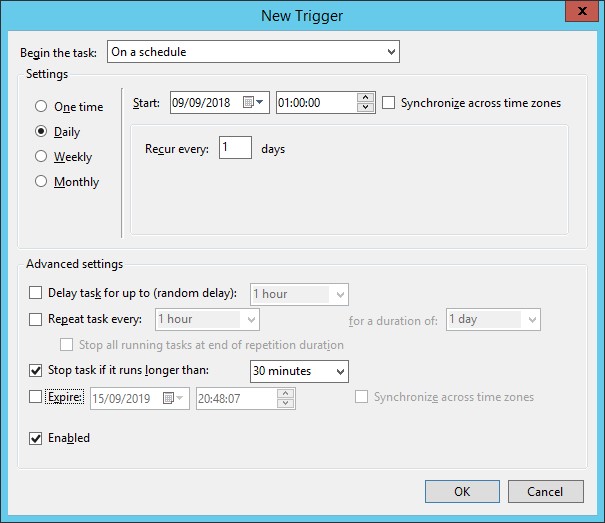 New Trigger
x
Begin the task: On a schedule
Settings
One time
Daily
Weekly
Monthly
Start: 09/09/2018 01:00:00 Synchronize across time zones
Recur every: 1 days
Advanced settings
Delay task for up to (random delay): 1 hour
Repeat task every: 1 hour for a duration of: 1 day
Stop all running tasks at end of repetition duration
Stop task if it runs longer than: 30 minutes
Expire: 15/09/2019 20:48:07 Synchronize across time zones
Enabled
OK Cancel